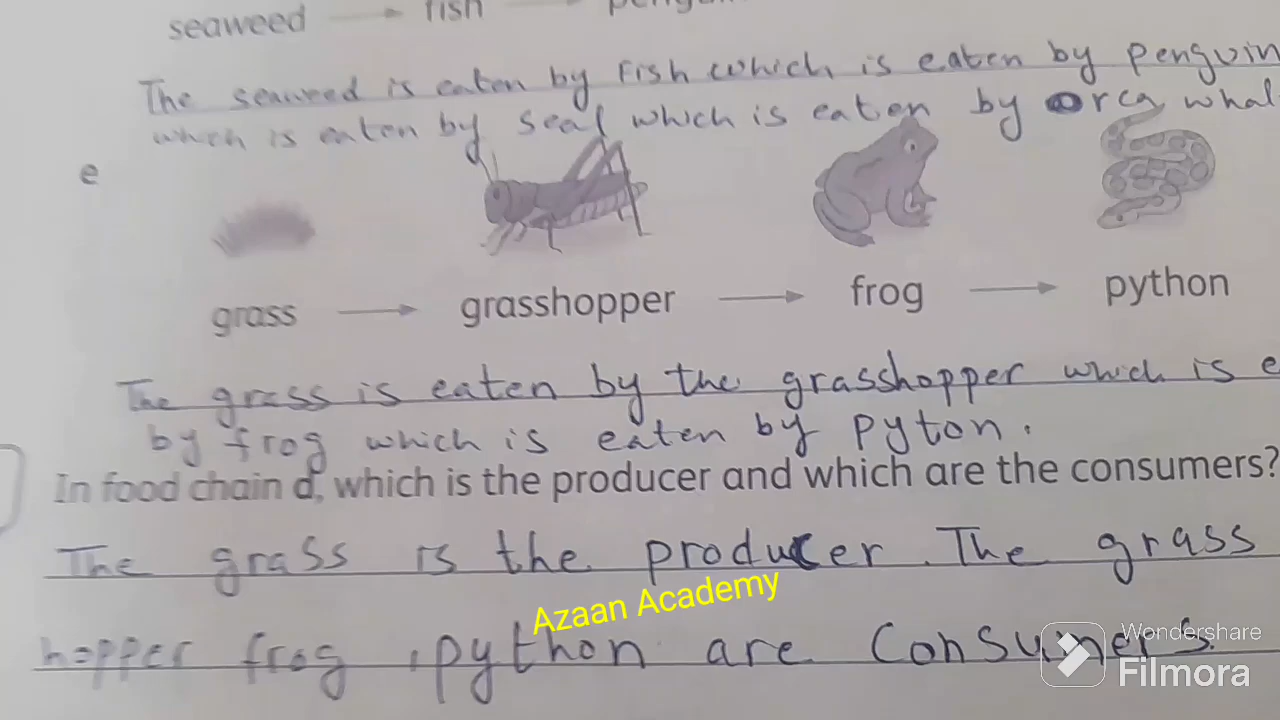 seaweed → fish →
The seaweed is eaten by Fish which is eaten by penguin
which is eaten by seal which is eaten by orca whal
e
grass → grasshopper → frog → python
The grass is eaten by the grasshopper which is e
by frog which is eaten by pyton.
In food chain d, which is the producer and which are the consumers?
The grass is the producer. The grass
Azaan Academy
hopper frog , python are Consumers.
Wondershare
Filmora